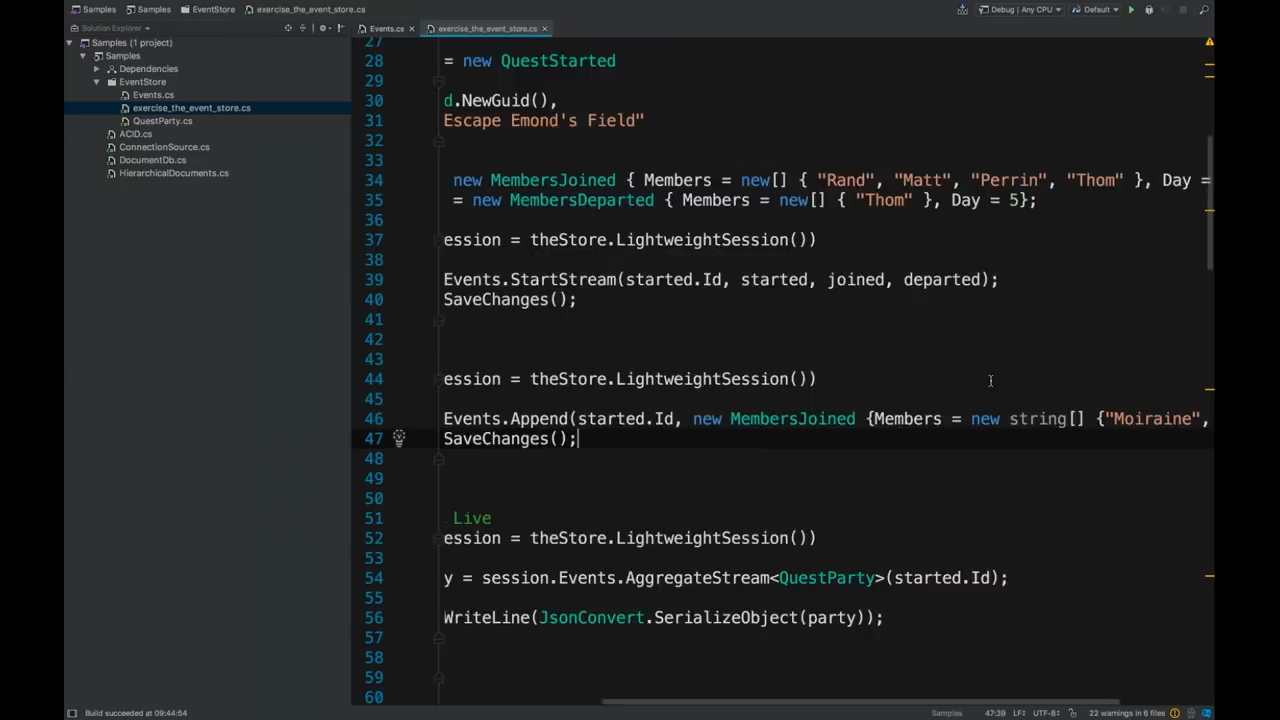 Samples Samples EventStore exercise_the_event_store.cs Debug | Any CPU Default
Solution Explorer Events.cs × exercise_the_event_store.cs ×
Samples (1 project)
Samples
Dependencies
EventStore
Events.cs
exercise_the_event_store.cs
QuestParty.cs
ACID.cs
ConnectionSource.cs
DocumentDb.cs
HierarchicalDocuments.cs
27
28 = new QuestStarted
29
30 d.NewGuid(),
31 Escape Emond's Field"
32
33
34 new MembersJoined { Members = new[] { "Rand", "Matt", "Perrin", "Thom" }, Day =
35 = new MembersDeparted { Members = new[] { "Thom" }, Day = 5};
36
37 ession = theStore.LightweightSession())
38
39 Events.StartStream(started.Id, started, joined, departed);
40 SaveChanges();
41
42
43
44 ession = theStore.LightweightSession())
45
46 Events.Append(started.Id, new MembersJoined {Members = new string[] {"Moiraine",
47 SaveChanges();
48
49
50
51 Live
52 ession = theStore.LightweightSession())
53
54 y = session.Events.AggregateStream<QuestParty>(started.Id);
55
56 WriteLine(JsonConvert.SerializeObject(party));
57
58
59
60
Build succeeded at 09:44:54 Samples 47:39 LF÷ UTF-8÷ 22 warnings in 6 files